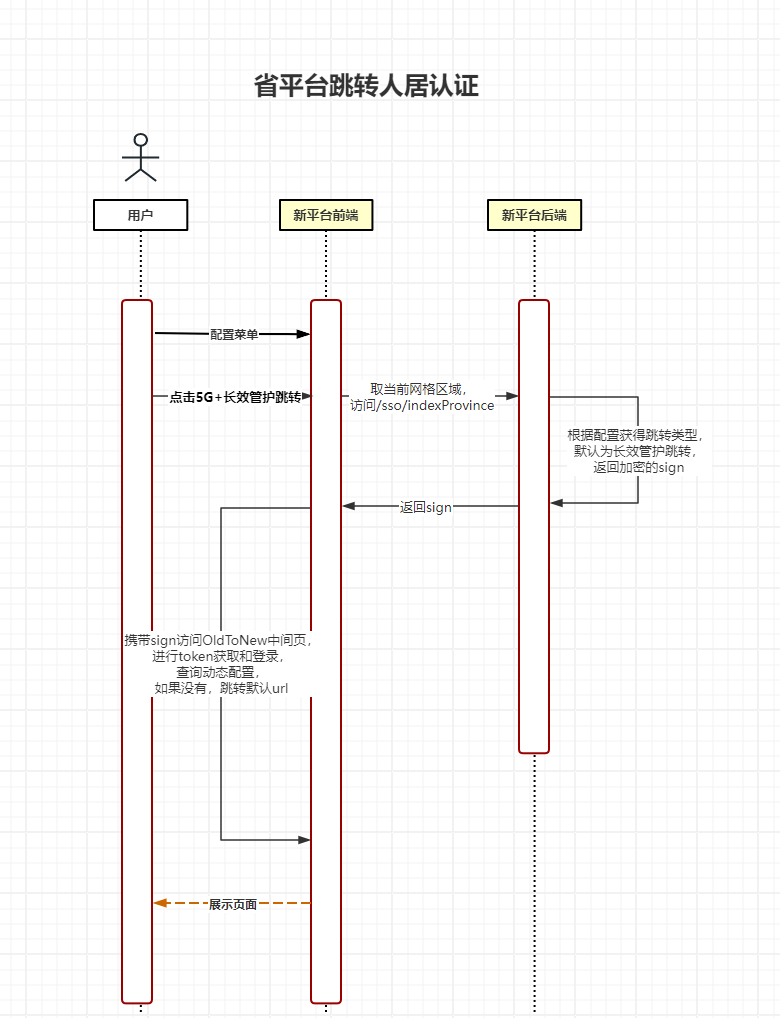 省平台跳转人居认证
用户
新平台前端
新平台后端
配置菜单
点击5G+长效管护跳转
取当前网格区域，
访问/sso/indexProvince
根据配置获得跳转类型，
默认为长效管护跳转，
返回加密的sign
返回sign
携带sign访问OldToNew中间页，
进行token获取和登录，
查询动态配置，
如果没有，跳转默认url
展示页面